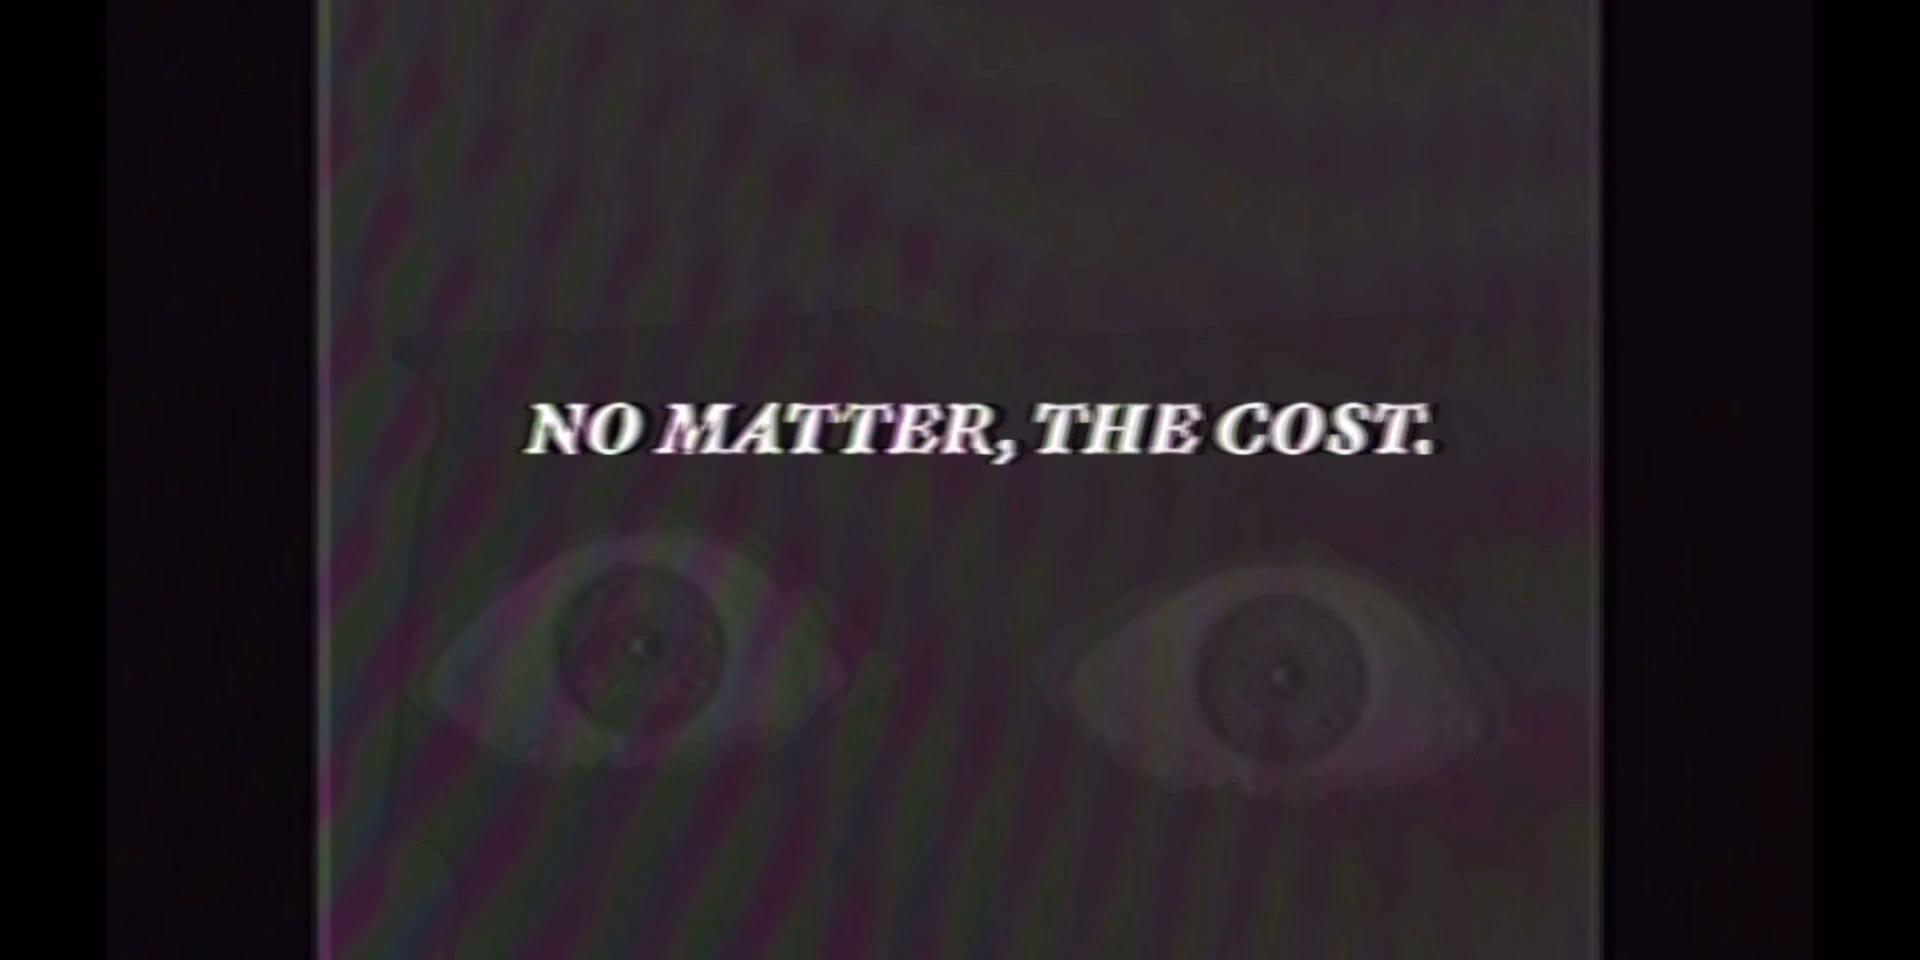 NO MATTER, THE COST.